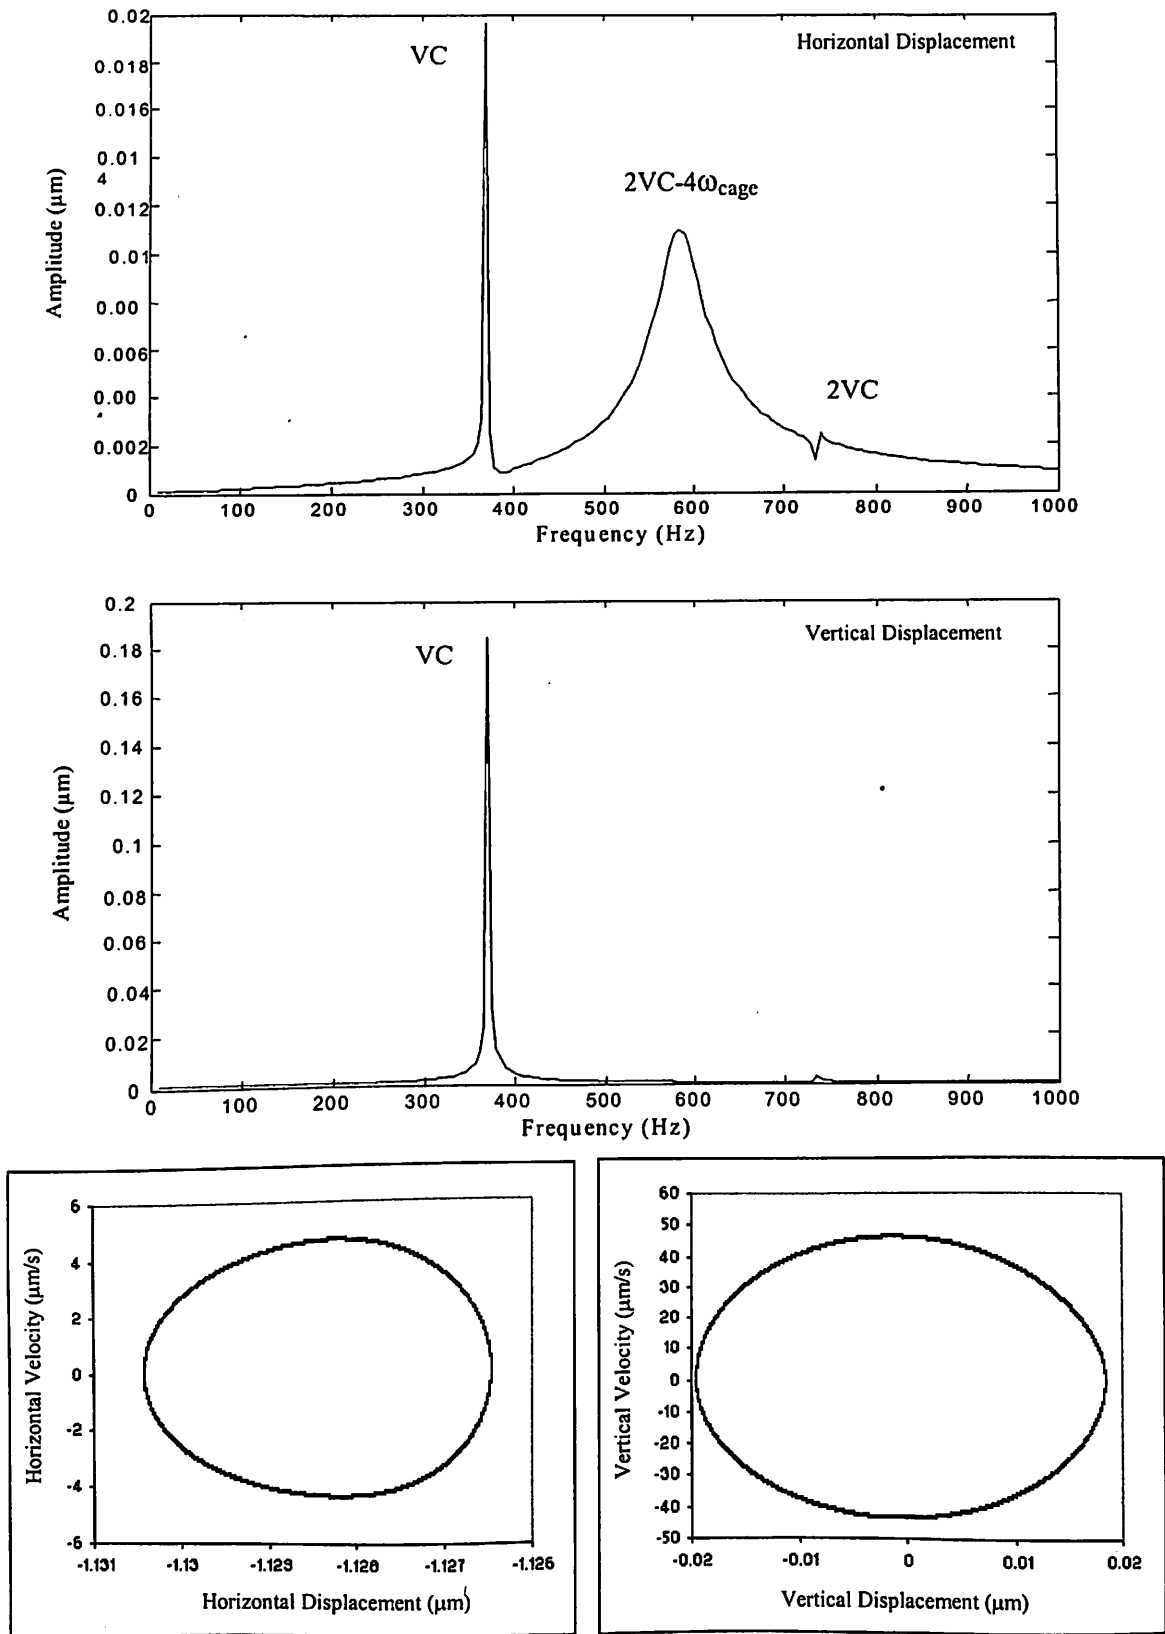 0.02
Horizontal Displacement
VC
0.018
0.016
0.01
4
2VC-4ωcage
0.012
0.01
0.00
0.006
0.00
2VC
0.002
0
Amplitude (μm)
0 100 200 300 400 500 600 700 800 900 1000
Frequency (Hz)
0.2
Vertical Displacement
VC
0.18
0.16
0.14
0.12
0.1
0.08
0.06
0.04
0.02
0
Amplitude (μm)
0 100 200 300 400 500 600 700 800 900 1000
Frequency (Hz)
6
4
2
0
-2
-4
-6
Horizontal Velocity (μm/s)
-1.131 -1.13 -1.129 -1.128 -1.127 -1.126
Horizontal Displacement (μm)
60
50
40
30
20
10
0
-10
-20
-30
-40
-50
Vertical Velocity (μm/s)
-0.02 -0.01 0 0.01 0.02
Vertical Displacement (μm)